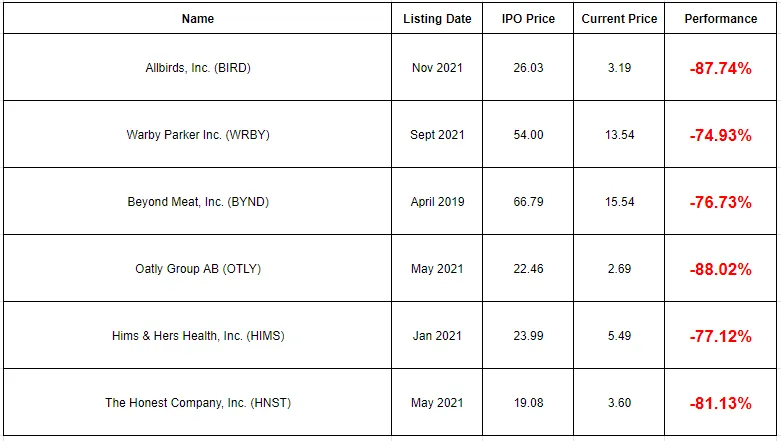 Name Listing Date IPO Price Current Price Performance
Allbirds, Inc. (BIRD) Nov 2021 26.03 3.19 -87.74%
Warby Parker Inc. (WRBY) Sept 2021 54.00 13.54 -74.93%
Beyond Meat, Inc. (BYND) April 2019 66.79 15.54 -76.73%
Oatly Group AB (OTLY) May 2021 22.46 2.69 -88.02%
Hims & Hers Health, Inc. (HIMS) Jan 2021 23.99 5.49 -77.12%
The Honest Company, Inc. (HNST) May 2021 19.08 3.60 -81.13%